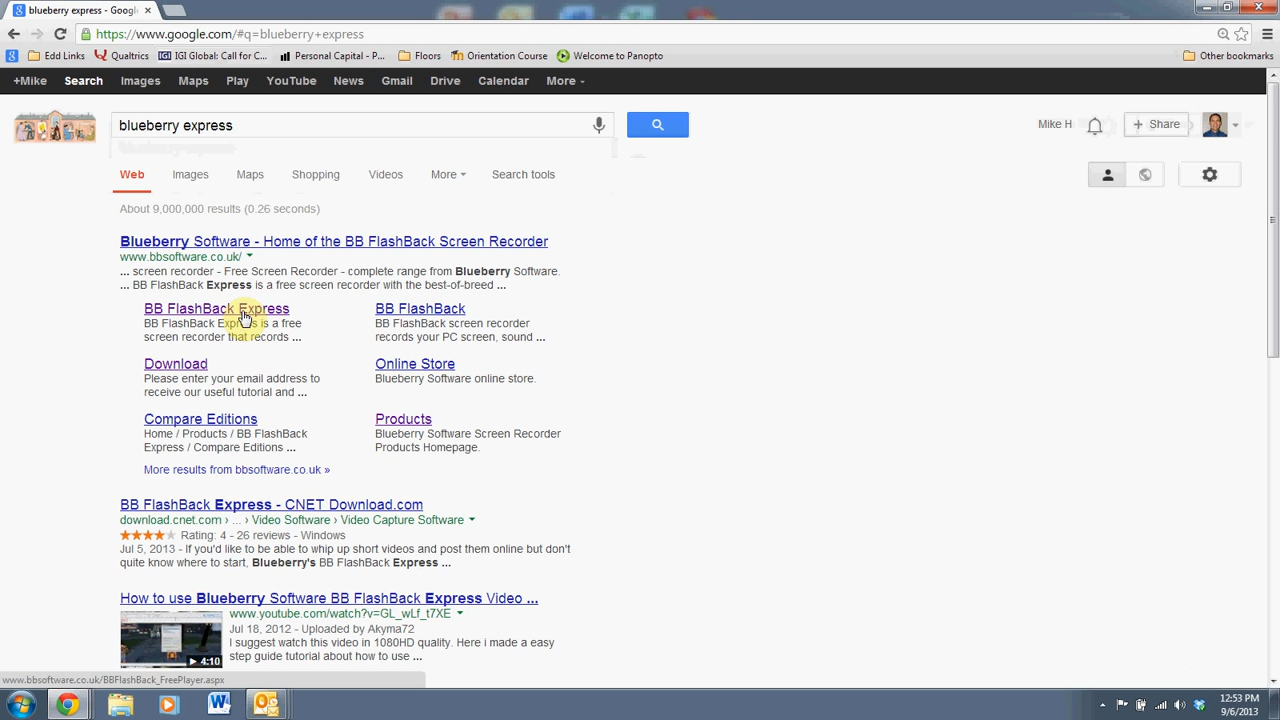 blueberry express - Googl
https://www.google.com/#q=blueberry+express
Edd Links Qualtrics IGI Global: Call for C... Personal Capital - P... Floors Orientation Course Welcome to Panopto Other bookmarks
+Mike Search Images Maps Play YouTube News Gmail Drive Calendar More
blueberry express
Mike H + Share
Web Images Maps Shopping Videos More Search tools
About 9,000,000 results (0.26 seconds)
Blueberry Software - Home of the BB FlashBack Screen Recorder
www.bbsoftware.co.uk/
... screen recorder - Free Screen Recorder - complete range from Blueberry Software.
... BB FlashBack Express is a free screen recorder with the best-of-breed ...
BB FlashBack Express
BB FlashBack Express is a free
screen recorder that records ...
BB FlashBack
BB FlashBack screen recorder
records your PC screen, sound ...
Download
Please enter your email address to
receive our useful tutorial and ...
Online Store
Blueberry Software online store.
Compare Editions
Home / Products / BB FlashBack
Express / Compare Editions ...
Products
Blueberry Software Screen Recorder
Products Homepage.
More results from bbsoftware.co.uk »
BB FlashBack Express - CNET Download.com
download.cnet.com › ... › Video Software › Video Capture Software
Rating: 4 - 26 reviews - Windows
Jul 5, 2013 - If you'd like to be able to whip up short videos and post them online but don't
quite know where to start, Blueberry's BB FlashBack Express ...
How to use Blueberry Software BB FlashBack Express Video ...
www.youtube.com/watch?v=GL_wLf_t7XE
Jul 18, 2012 - Uploaded by Akyma72
I suggest watch this video in 1080HD quality. Here i made a easy
step guide tutorial about how to use ...
4:10
www.bbsoftware.co.uk/BBFlashBack_FreePlayer.aspx
12:53 PM
9/6/2013